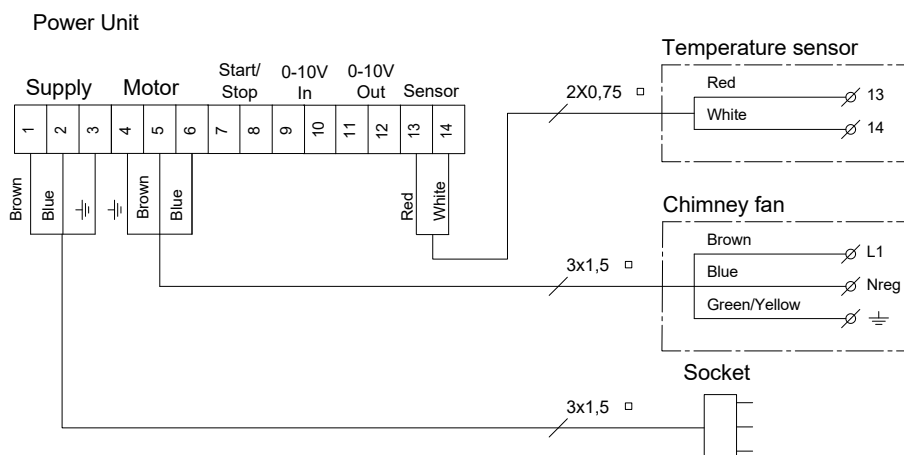 Power Unit
Supply
Motor
Start/
Stop
0-10V
In
0-10V
Out
Sensor
1
2
3
4
5
6
7
8
9
10
11
12
13
14
Brown
Blue
Brown
Blue
Red
White
Temperature sensor
2X0,75
Red
13
White
14
Chimney fan
3x1,5
Brown
L1
Blue
Nreg
Green/Yellow
Socket
3x1,5